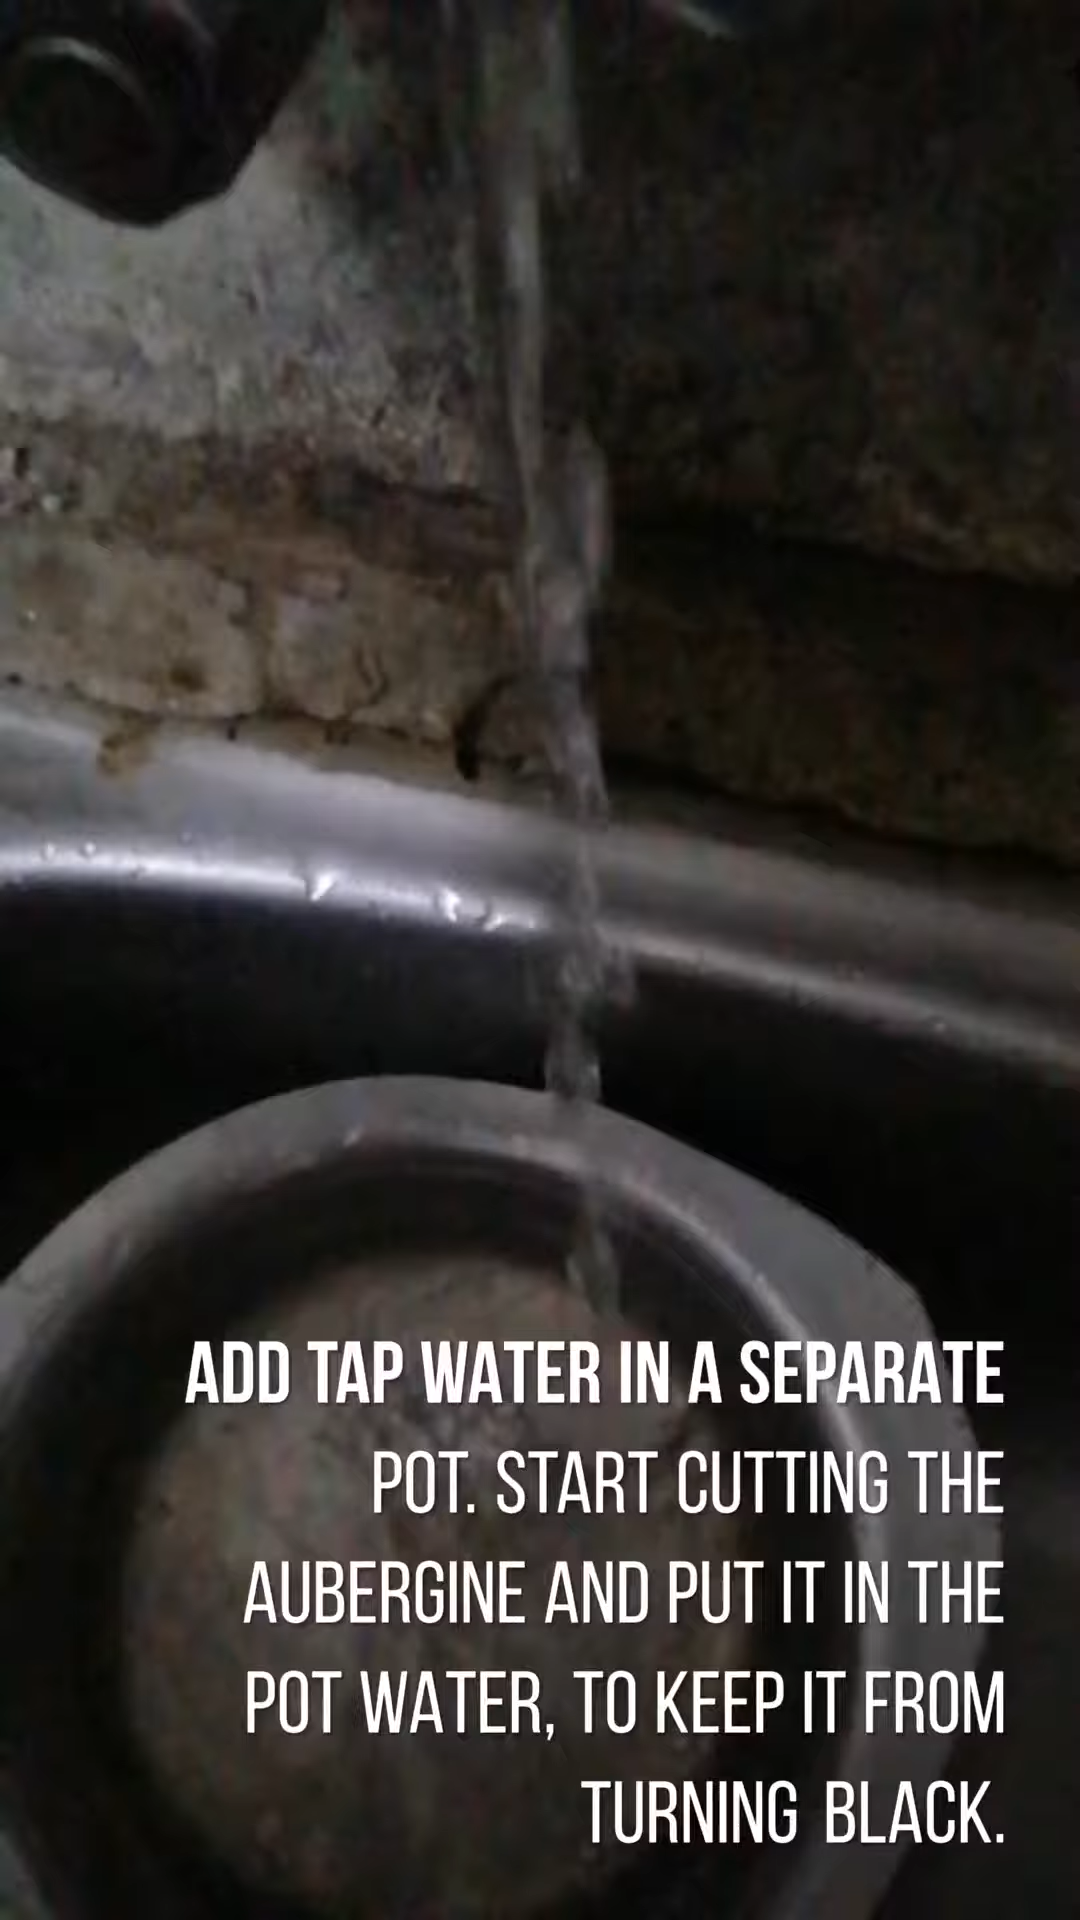 ADD TAP WATER IN A SEPARATE
POT. START CUTTING THE
AUBERGINE AND PUT IT IN THE
POT WATER, TO KEEP IT FROM
TURNING BLACK.